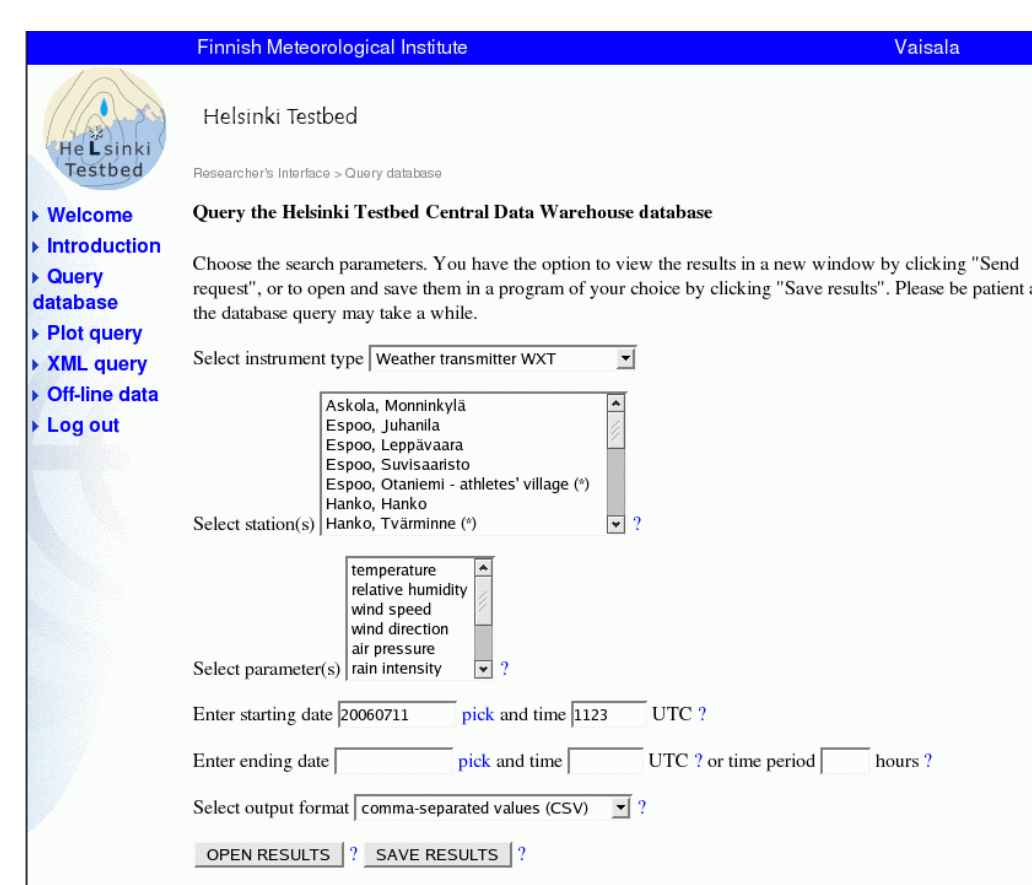 Finnish Meteorological Institute Vaisala
HeLsinki
Testbed
Helsinki Testbed
Researcher's Interface > Query database
Welcome
Introduction
Query
database
Plot query
XML query
Off-line data
Log out
Query the Helsinki Testbed Central Data Warehouse database
Choose the search parameters. You have the option to view the results in a new window by clicking "Send
request", or to open and save them in a program of your choice by clicking "Save results". Please be patient a
the database query may take a while.
Select instrument type Weather transmitter WXT
Askola, Monninkylä
Espoo, Juhanila
Espoo, Leppävaara
Espoo, Suvisaaristo
Espoo, Otaniemi - athletes' village (*)
Hanko, Hanko
Select station(s) Hanko, Tvärminne (*) ?
temperature
relative humidity
wind speed
wind direction
air pressure
Select parameter(s) rain intensity ?
Enter starting date 20060711 pick and time 1123 UTC ?
Enter ending date pick and time UTC ? or time period hours ?
Select output format comma-separated values (CSV) ?
OPEN RESULTS ? SAVE RESULTS ?